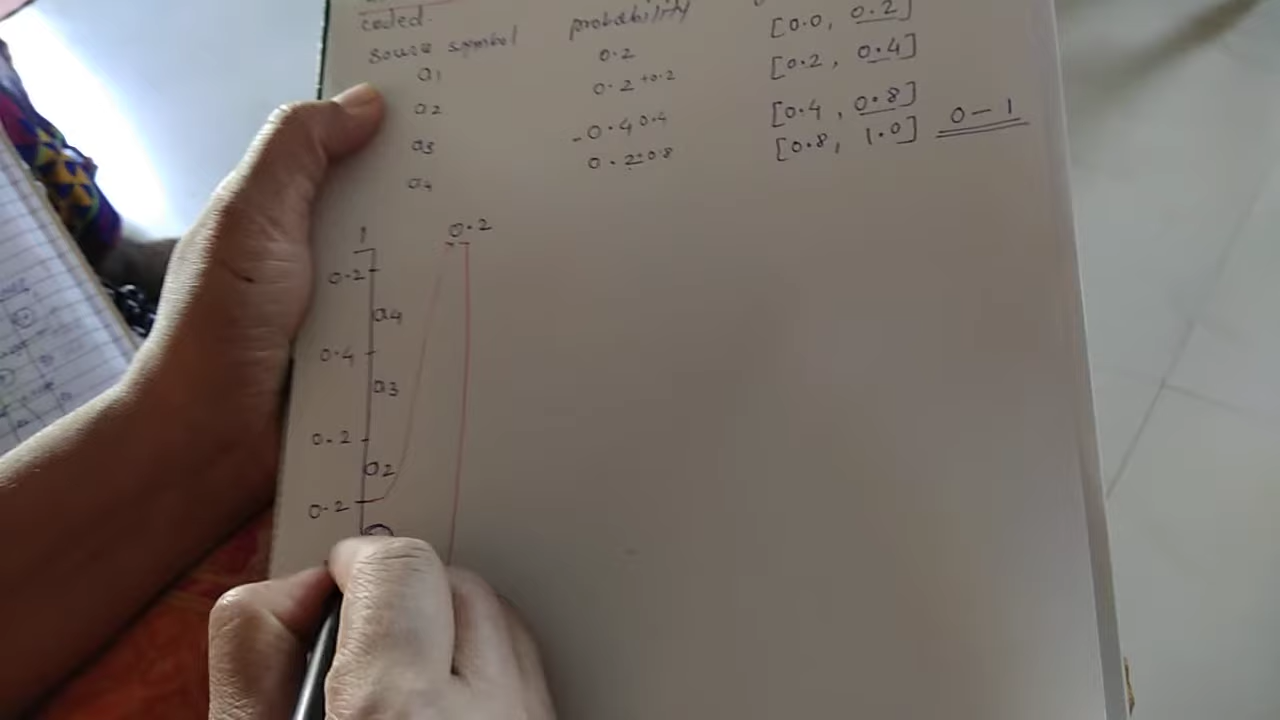 coded.
source symbol probability
a1 0.2 [0.0, 0.2]
a2 0.2+0.2 [0.2, 0.4]
a3 0.4 0.4 [0.4, 0.8]
a4 0.2+0.8 [0.8, 1.0] 0-1
1 0.2
0.2
a4
0.4
a3
0.2
a2
0.2